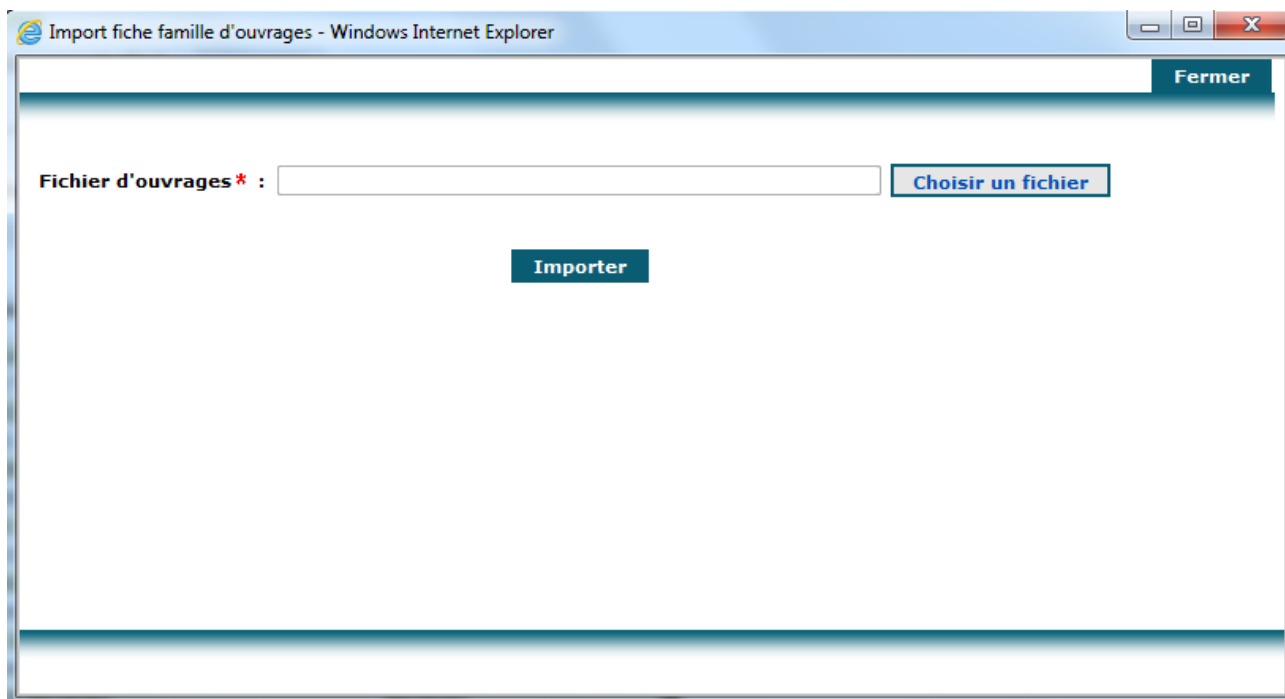 Import fiche famille d'ouvrages - Windows Internet Explorer
Fermer
Fichier d'ouvrages* : Choisir un fichier
Importer